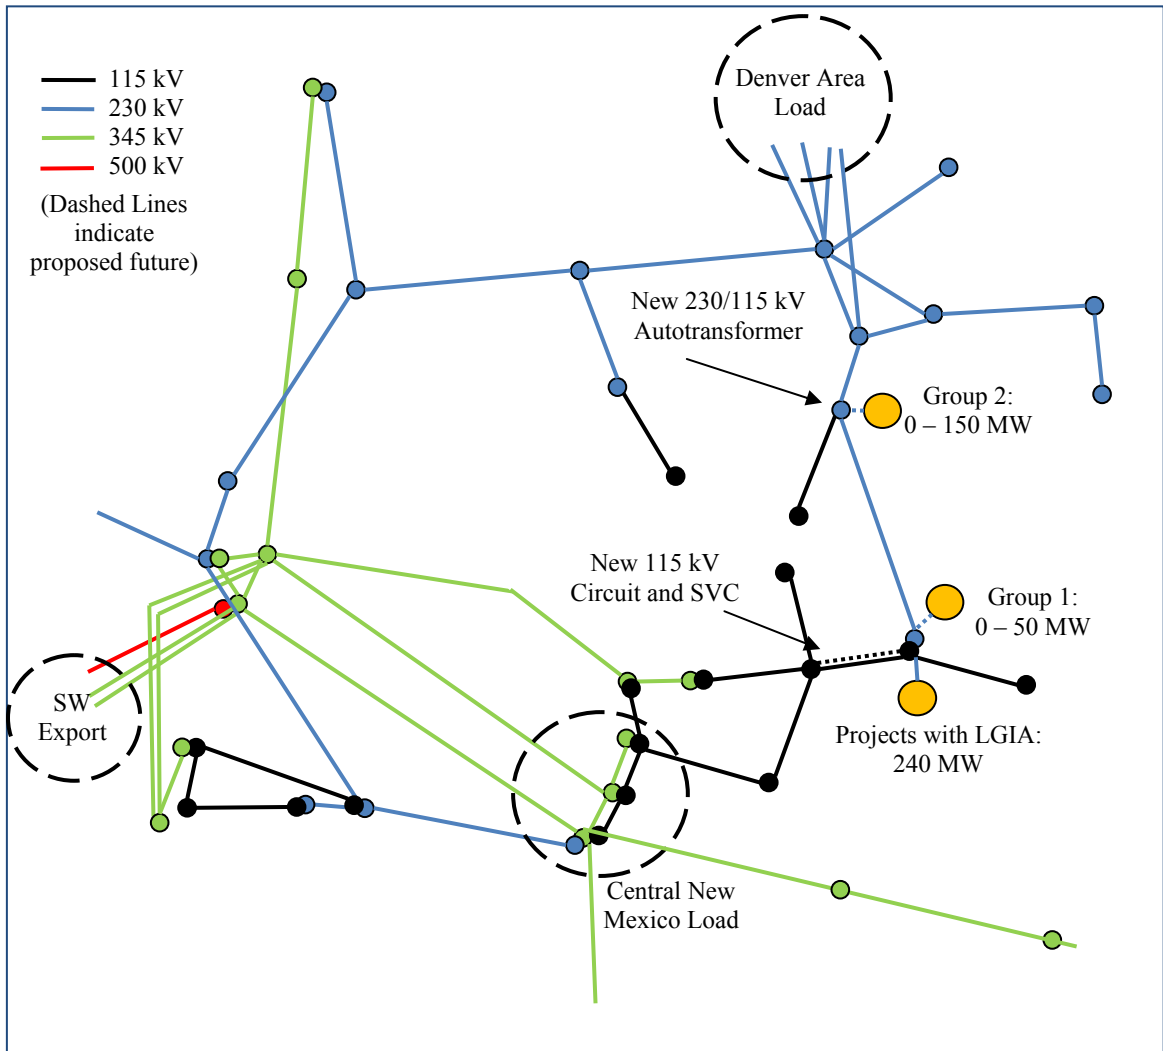 115 kV
230 kV
345 kV
500 kV
(Dashed Lines
indicate
proposed future)
Denver Area
Load
New 230/115 kV
Autotransformer
Group 2:
0 – 150 MW
New 115 kV
Circuit and SVC
Group 1:
0 – 50 MW
SW
Export
Projects with LGIA:
240 MW
Central New
Mexico Load